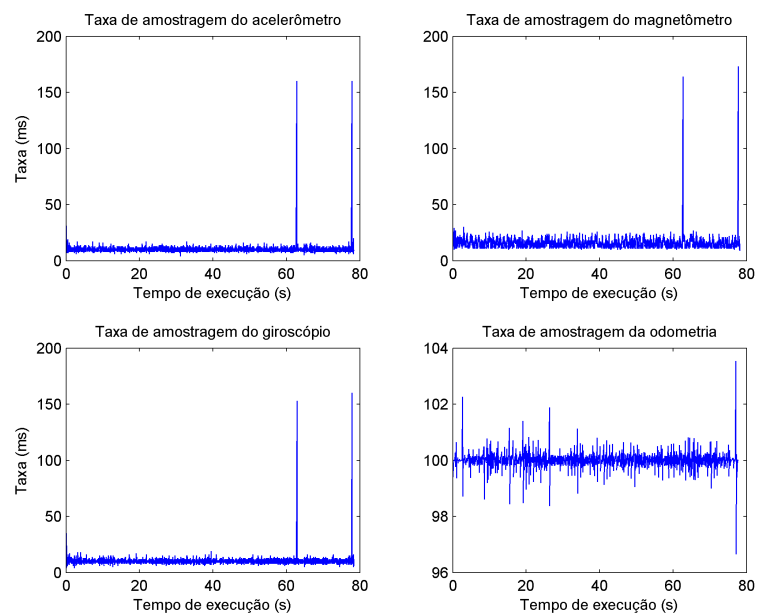 Taxa de amostragem do acelerômetro
200
150
100
50
0
Taxa (ms)
0 20 40 60 80
Tempo de execução (s)
Taxa de amostragem do magnetômetro
200
150
100
50
0
0 20 40 60 80
Tempo de execução (s)
Taxa de amostragem do giroscópio
200
150
100
50
0
Taxa (ms)
0 20 40 60 80
Tempo de execução (s)
Taxa de amostragem da odometria
104
102
100
98
96
0 20 40 60 80
Tempo de execução (s)